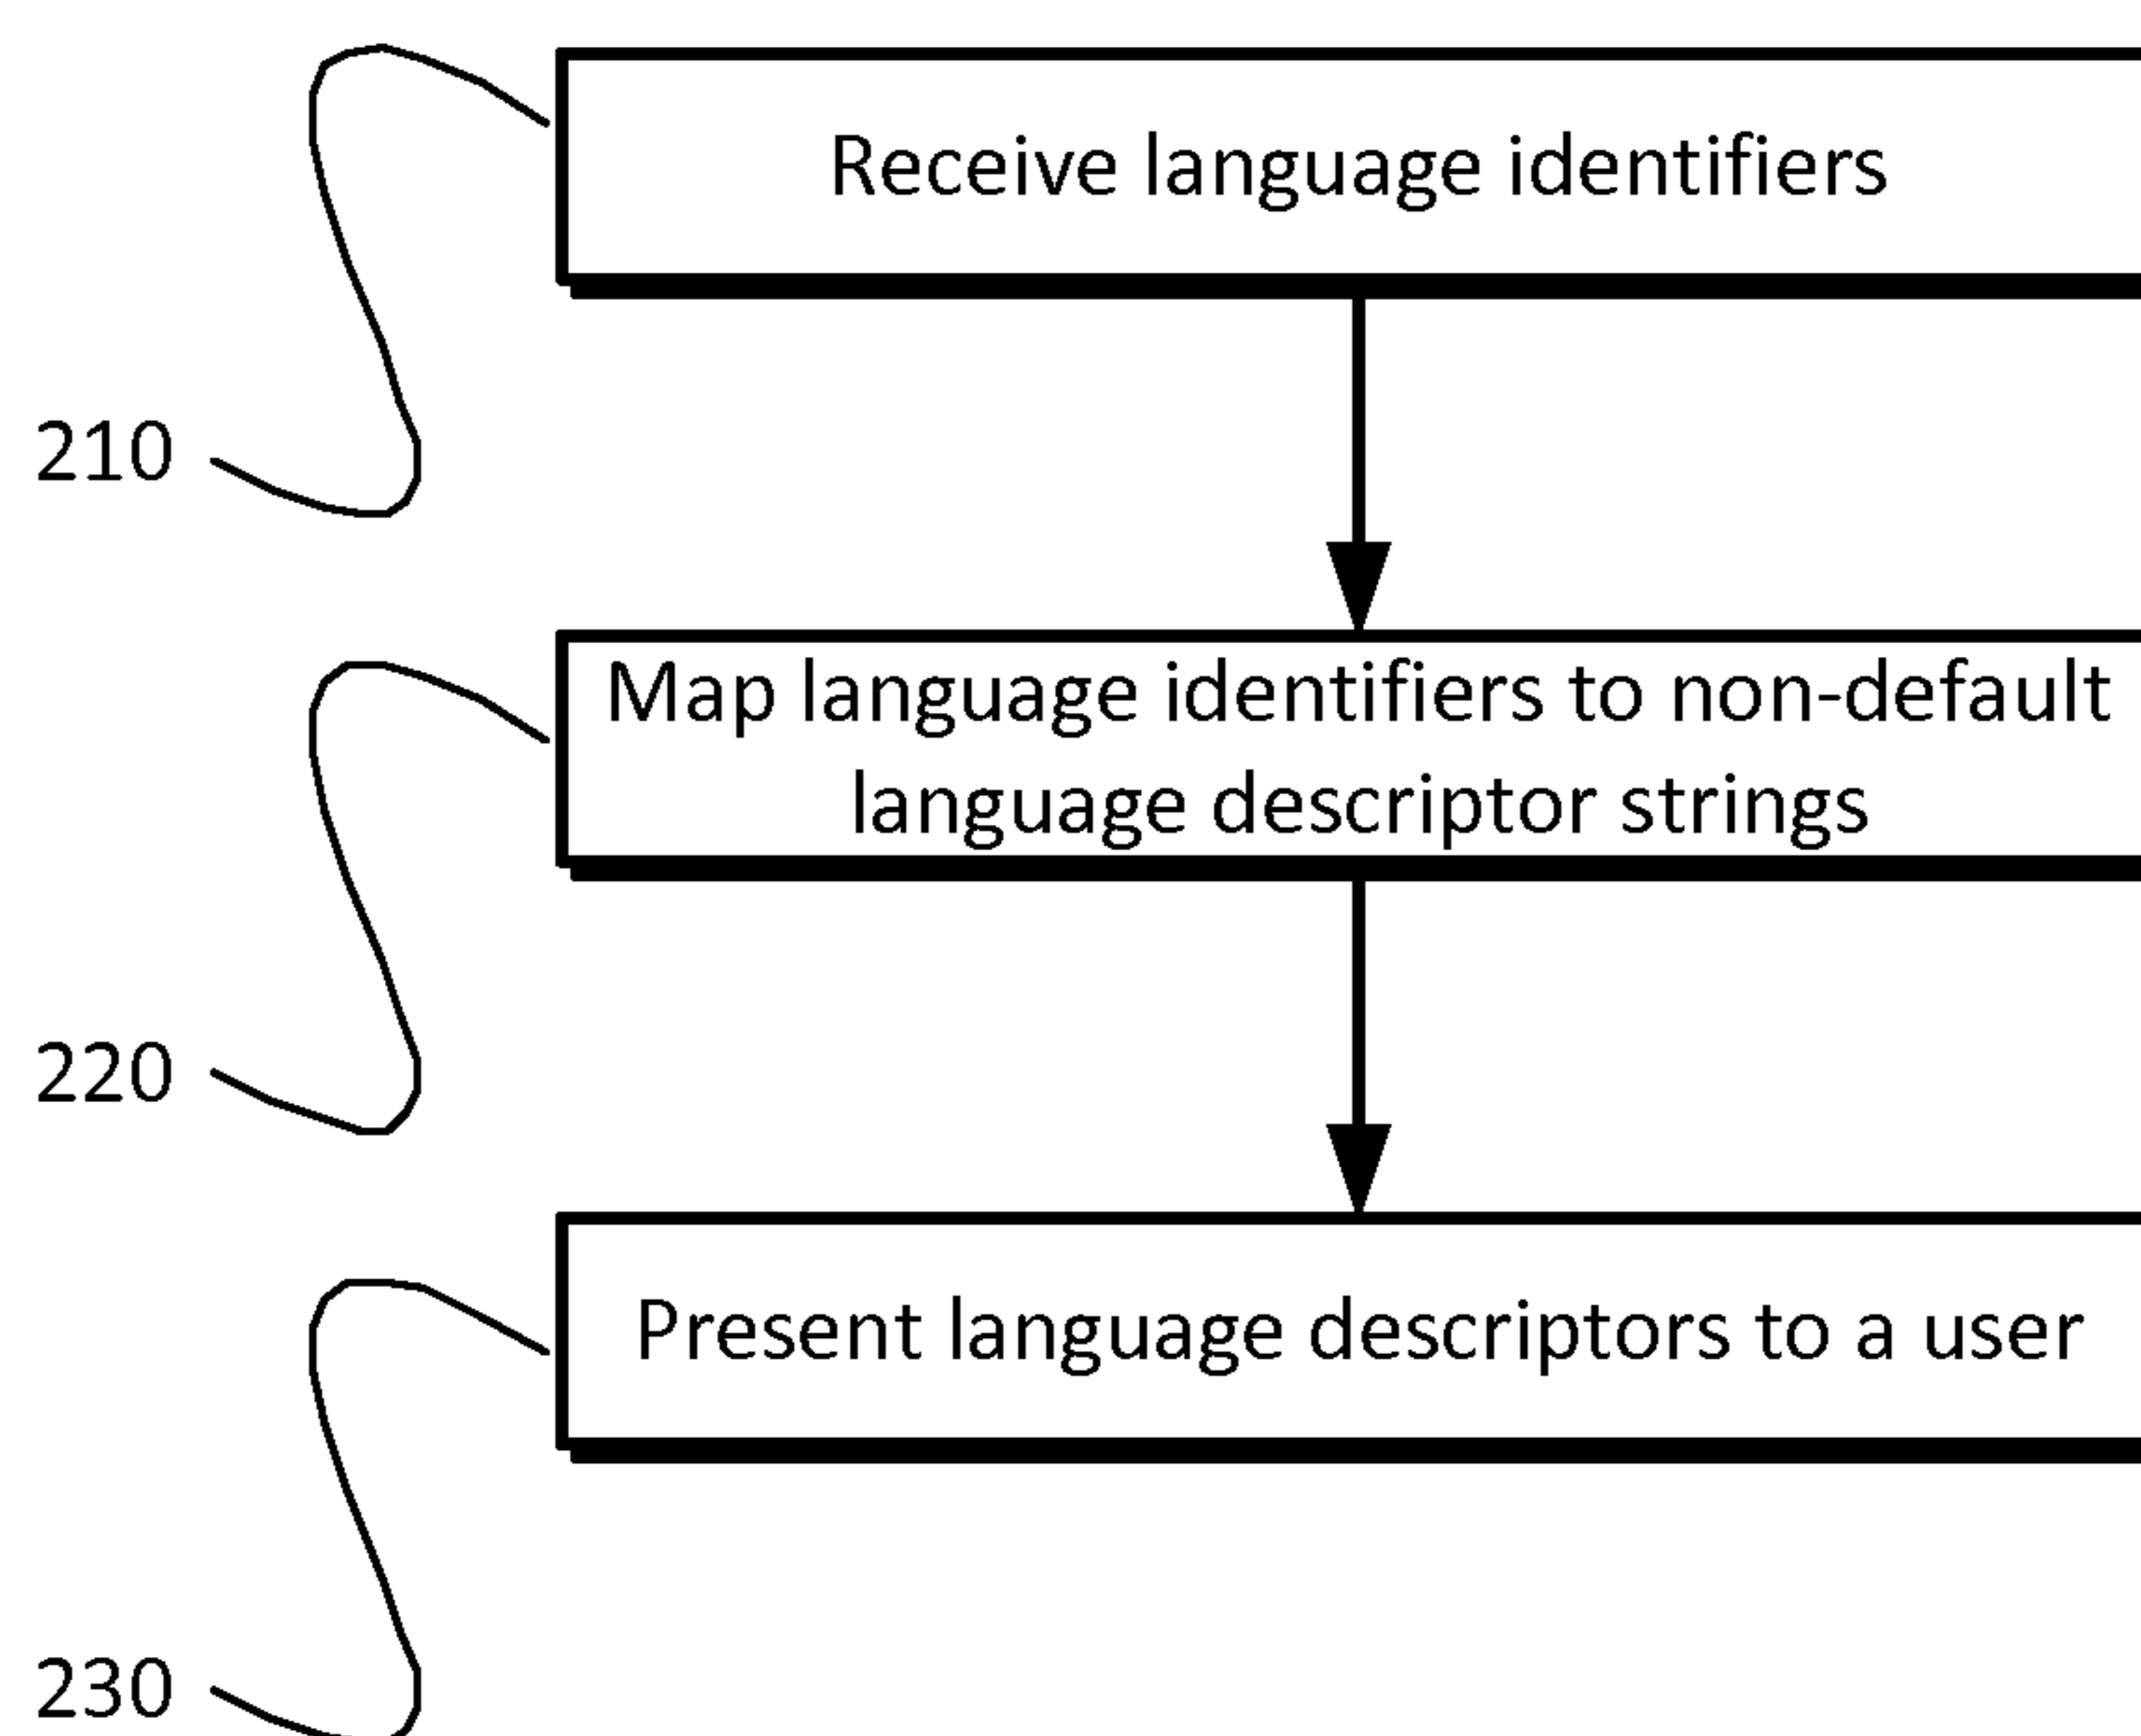 Receive language identifiers
210
Map language identifiers to non-default
language descriptor strings
220
Present language descriptors to a user
230